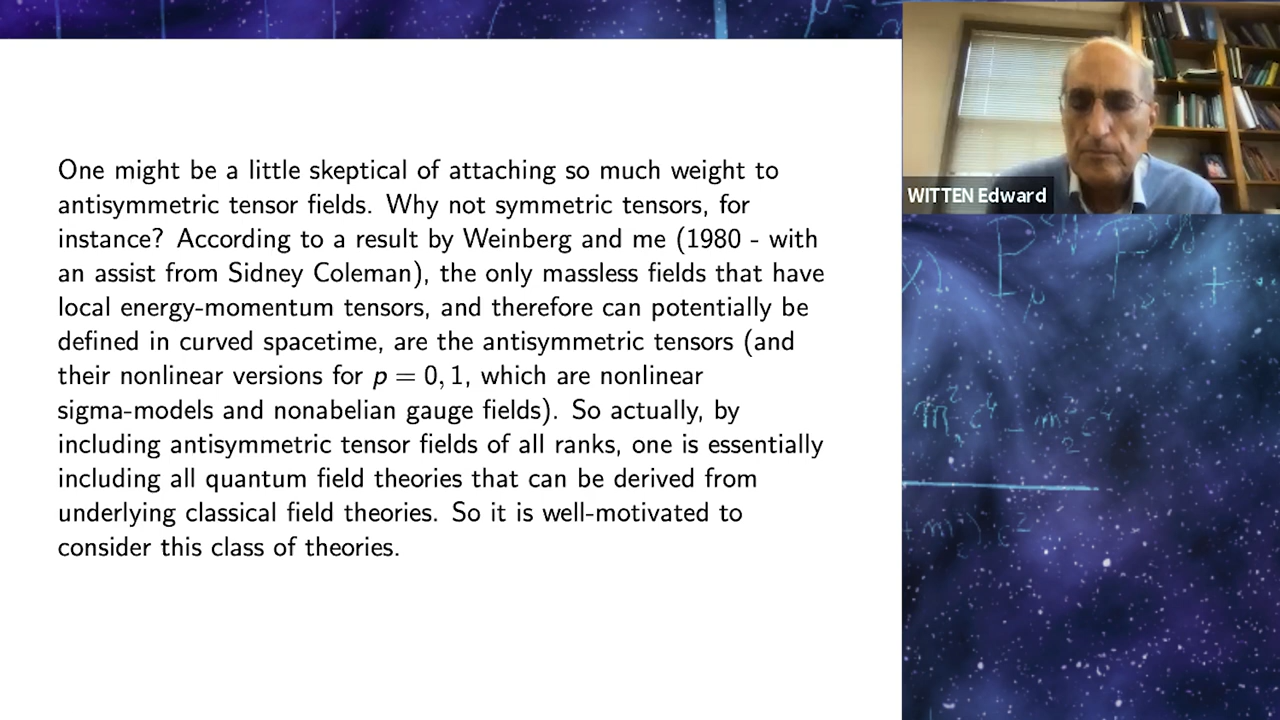 One might be a little skeptical of attaching so much weight to
antisymmetric tensor fields. Why not symmetric tensors, for
instance? According to a result by Weinberg and me (1980 - with
an assist from Sidney Coleman), the only massless fields that have
local energy-momentum tensors, and therefore can potentially be
defined in curved spacetime, are the antisymmetric tensors (and
their nonlinear versions for p = 0, 1, which are nonlinear
sigma-models and nonabelian gauge fields). So actually, by
including antisymmetric tensor fields of all ranks, one is essentially
including all quantum field theories that can be derived from
underlying classical field theories. So it is well-motivated to
consider this class of theories.
WITTEN Edward